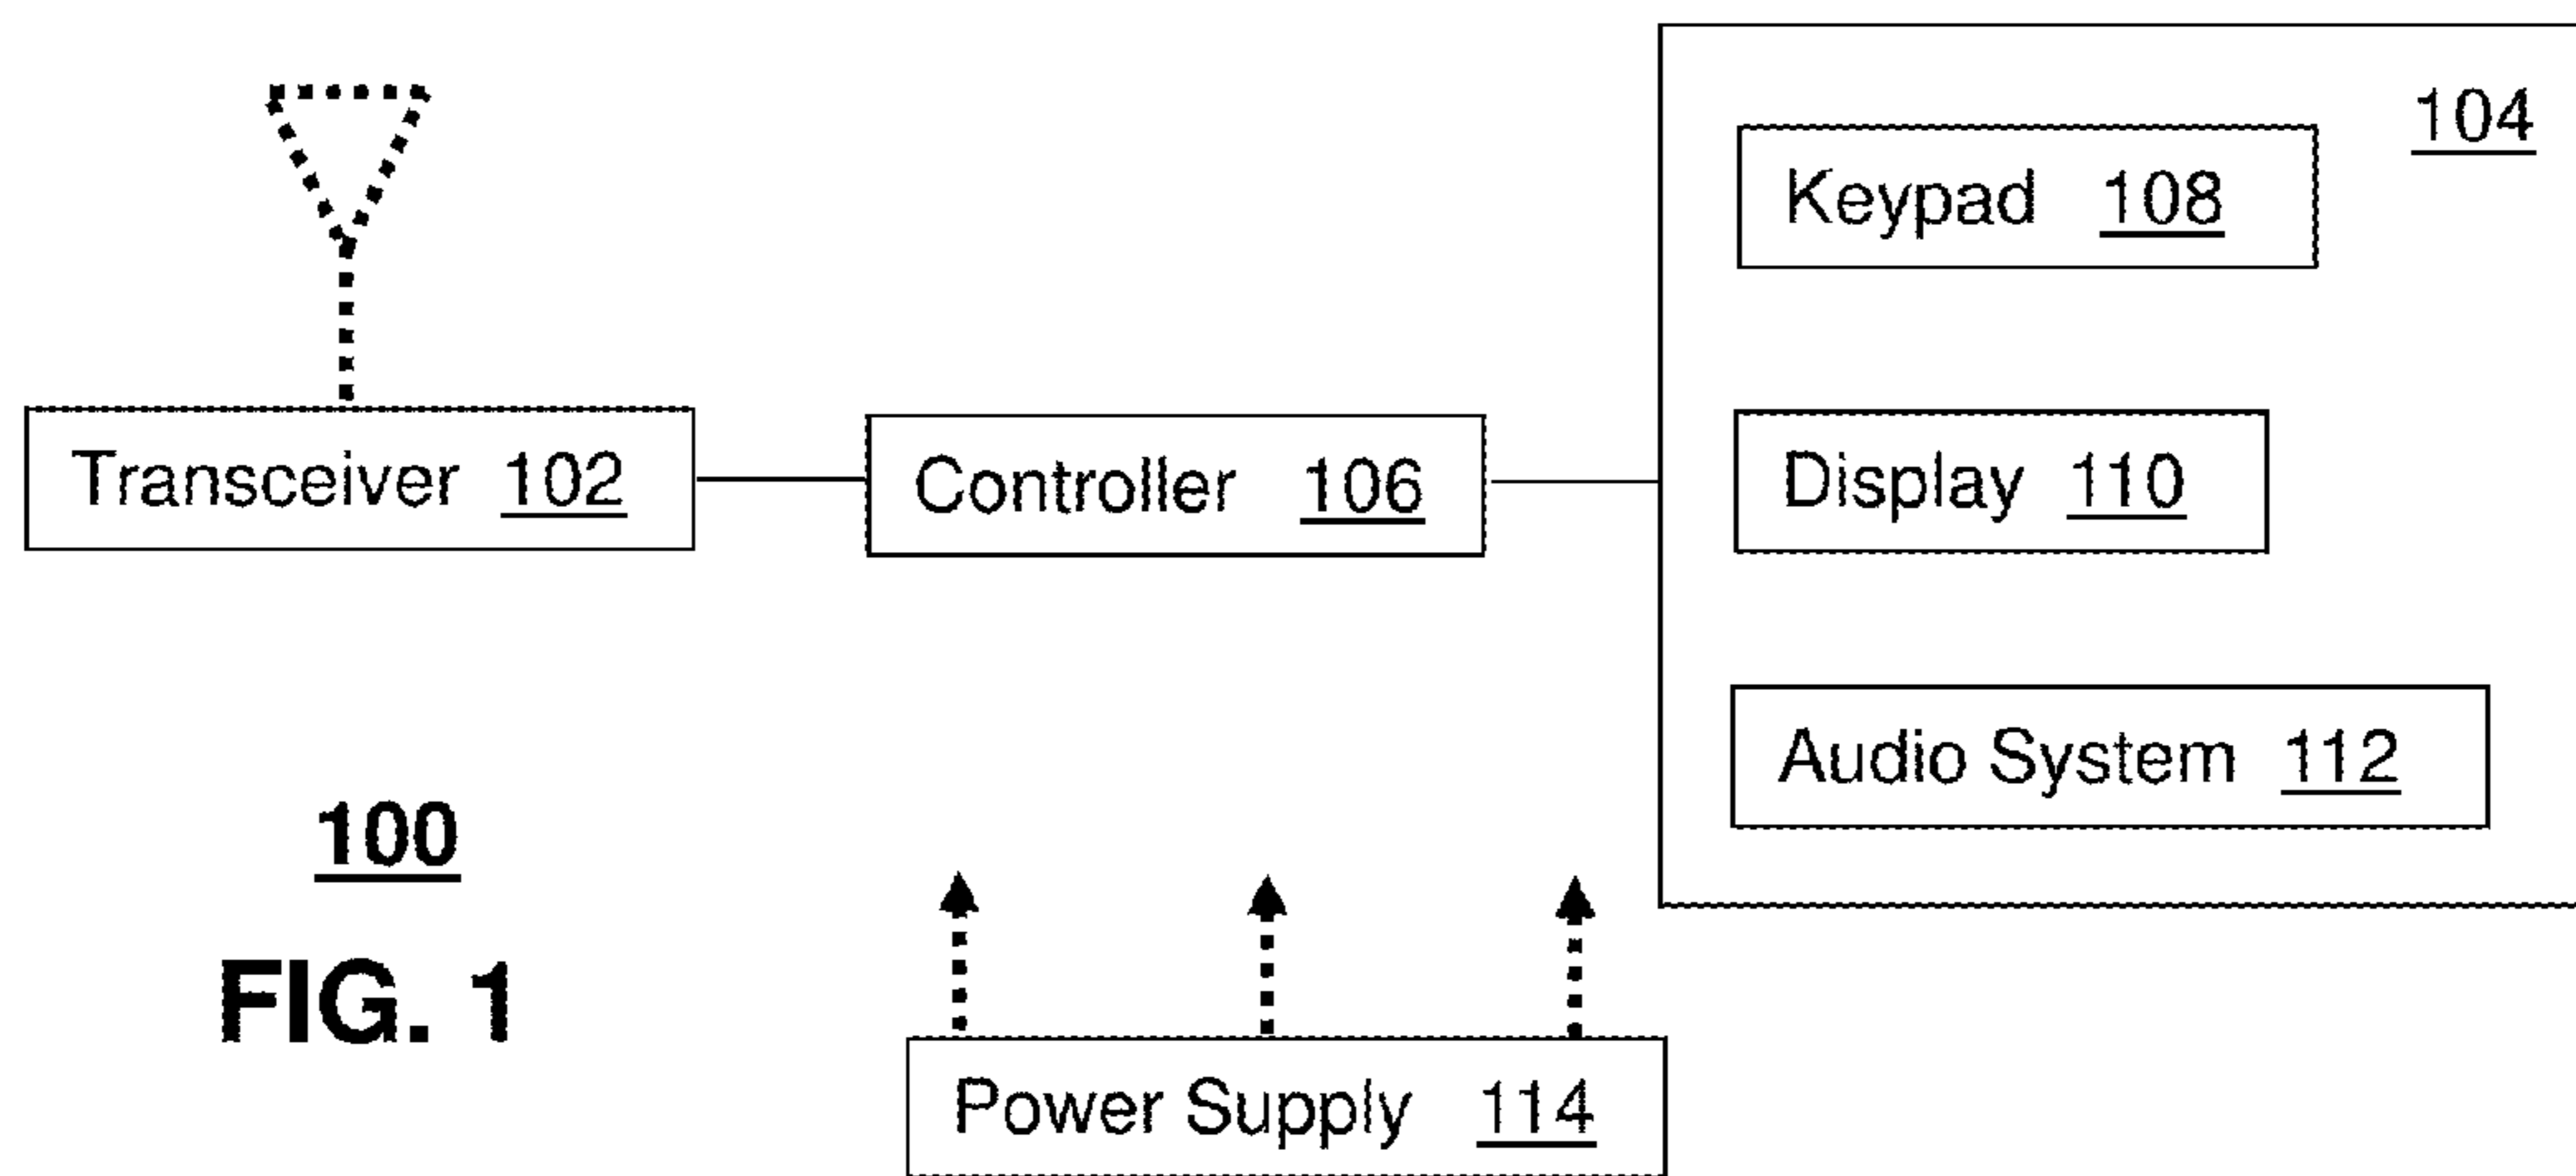 104
Keypad 108
Transceiver 102
Controller 106
Display 110
Audio System 112
100
FIG. 1
Power Supply 114